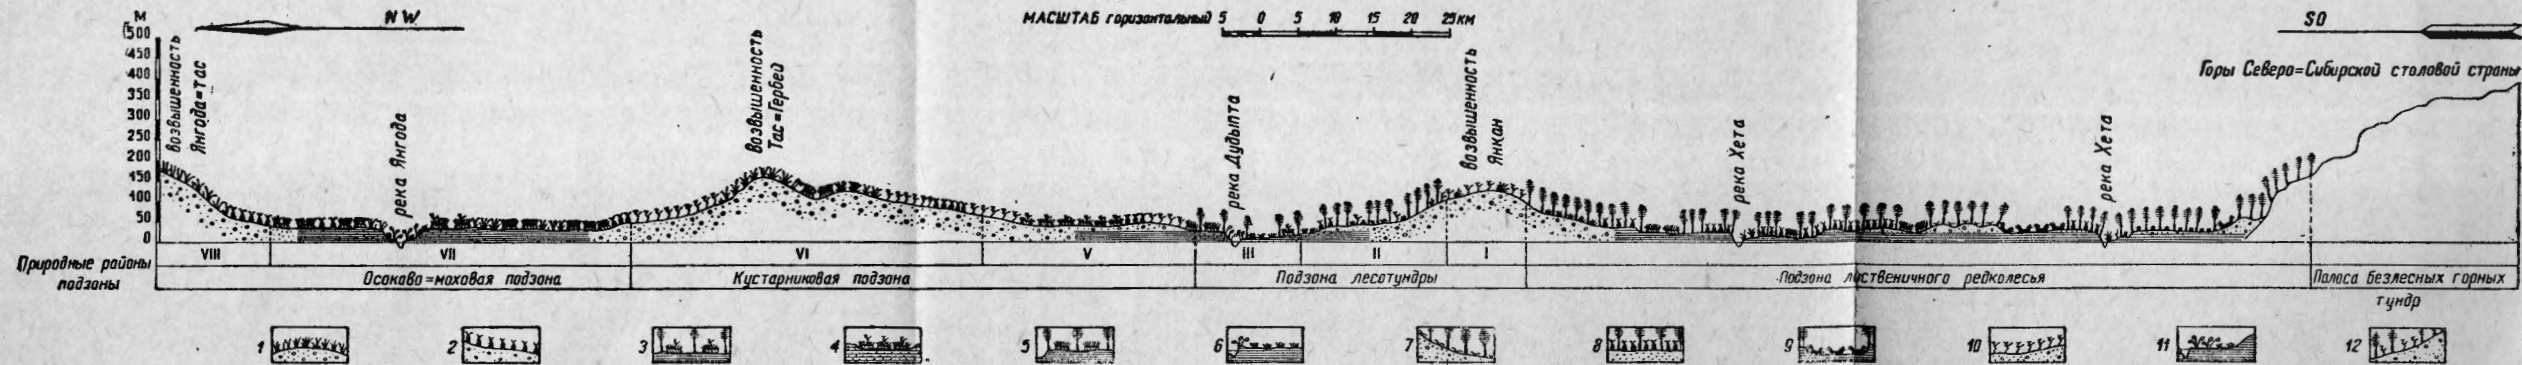 NW
МАСШТАБ горизонтальный 5 0 5 10 15 20 25 км
SO
М
500
450
400
350
300
250
200
150
100
50
0
Возвышенность
Янгода=тас
река Янгода
Возвышенность
Тас=Гербей
река Дудыпта
Возвышенность
Янкан
река Хета
река Хета
Горы Северо=Сибирской столовой страны
Природные районы
подзоны
VIII VII VI V III II I
Осоково=моховая подзона
Кустарниковая подзона
Подзона лесотундры
Подзона лиственичного редколесья
Полоса безлесных горных
тундр
1 2 3 4 5 6 7 8 9 10 11 12